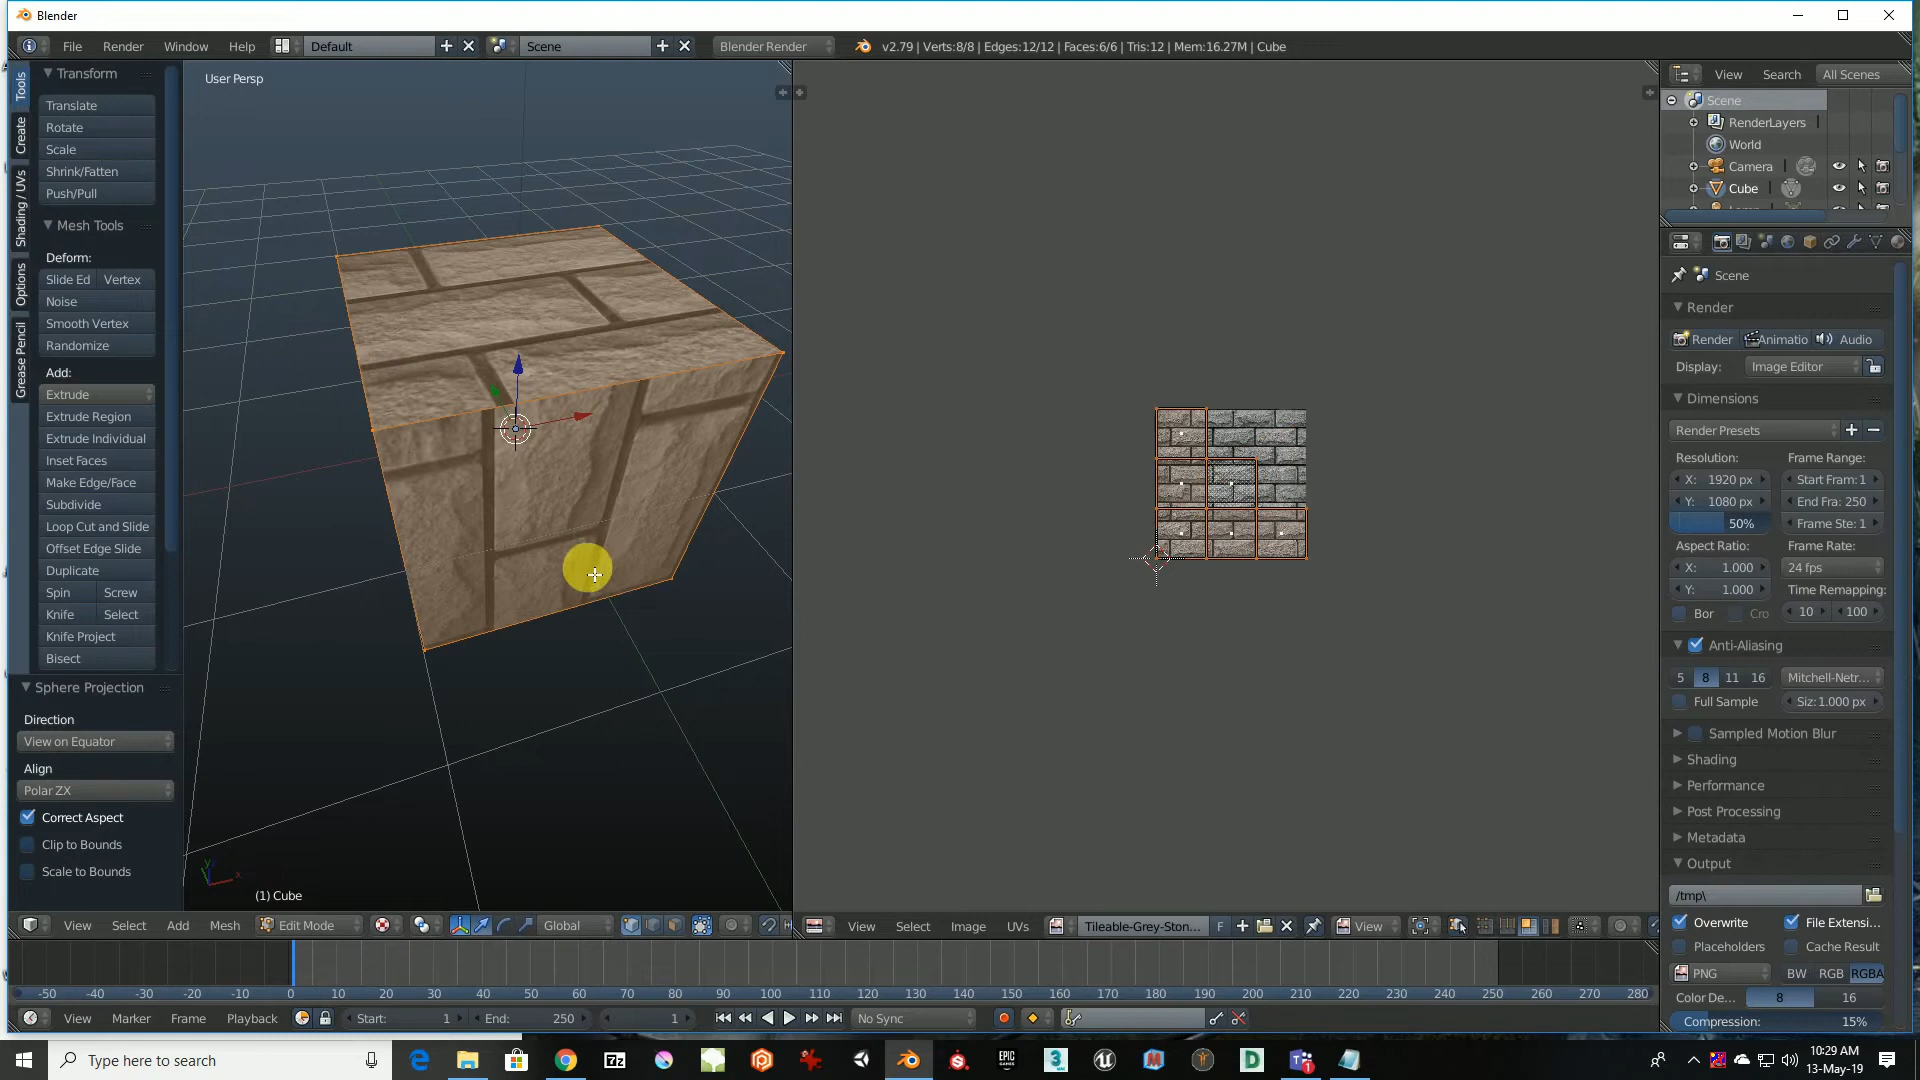 Blender
File Render Window Help Default Scene Blender Render v2.79 | Verts:8/8 | Edges:12/12 | Faces:6/6 | Tris:12 | Mem:16.27M | Cube
Tools
Create
Shading / UVs
Options
Grease Pencil
Transform
Translate
Rotate
Scale
Shrink/Fatten
Push/Pull
Mesh Tools
Deform:
Slide Ed Vertex
Noise
Smooth Vertex
Randomize
Add:
Extrude
Extrude Region
Extrude Individual
Inset Faces
Make Edge/Face
Subdivide
Loop Cut and Slide
Offset Edge Slide
Duplicate
Spin Screw
Knife Select
Knife Project
Bisect
Sphere Projection
Direction
View on Equator
Align
Polar ZX
Correct Aspect
Clip to Bounds
Scale to Bounds
User Persp
(1) Cube
View Select Add Mesh Edit Mode Global
View Select Image UVs Tileable-Grey-Ston... F View
View Search All Scenes
Scene
RenderLayers
World
Camera
Cube
Scene
Render
Render Animatio Audio
Display: Image Editor
Dimensions
Render Presets
Resolution: Frame Range:
X: 1920 px Start Fram: 1
Y: 1080 px End Fra: 250
50% Frame Ste: 1
Aspect Ratio: Frame Rate:
X: 1.000 24 fps
Y: 1.000 Time Remapping:
Bor Cro 10 100
Anti-Aliasing
5 8 11 16 Mitchell-Netr...
Full Sample Siz: 1.000 px
Sampled Motion Blur
Shading
Performance
Post Processing
Metadata
Output
/tmp\
Overwrite File Extensi...
Placeholders Cache Result
PNG BW RGB RGBA
Color De... 8 16
Compression: 15%
-50 -40 -30 -20 -10 0 10 20 30 40 50 60 70 80 90 100 110 120 130 140 150 160 170 180 190 200 210 220 230 240 250 260 270 280
View Marker Frame Playback Start: 1 End: 250 1 No Sync
Type here to search
10:29 AM
13-May-19